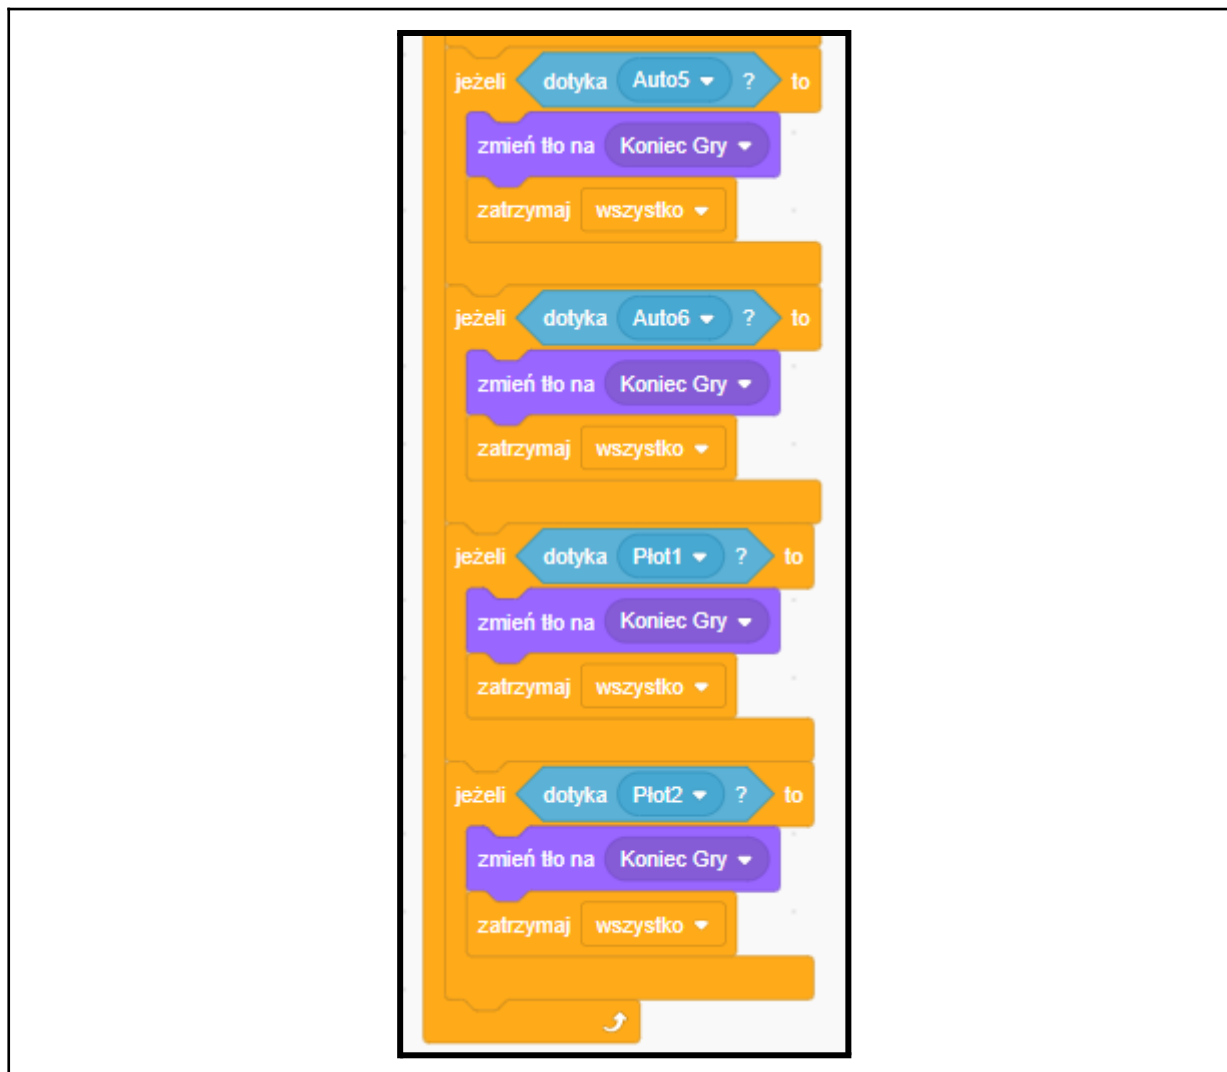 jeżeli dotyka Auto5 ? to
zmień tło na Koniec Gry
zatrzymaj wszystko
jeżeli dotyka Auto6 ? to
zmień tło na Koniec Gry
zatrzymaj wszystko
jeżeli dotyka Płot1 ? to
zmień tło na Koniec Gry
zatrzymaj wszystko
jeżeli dotyka Płot2 ? to
zmień tło na Koniec Gry
zatrzymaj wszystko